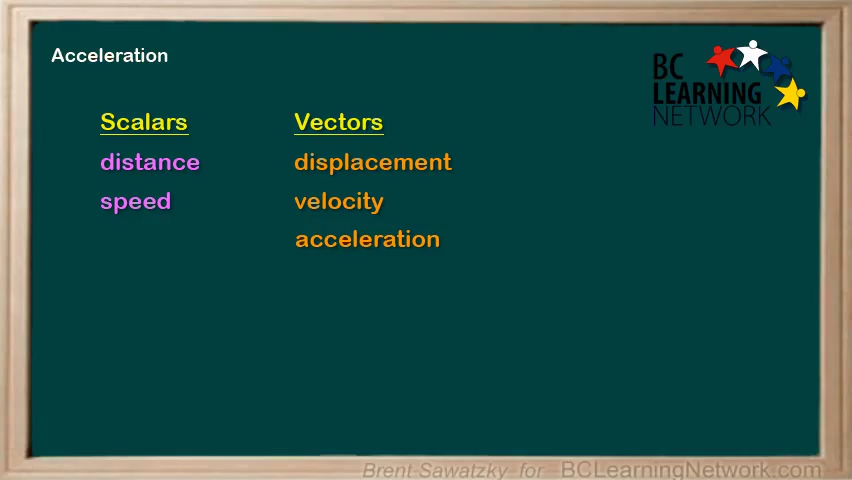 Acceleration
BC
LEARNING
NETWORK
Scalars Vectors
distance displacement
speed velocity
acceleration
Brent Sawatzky for BCLearningNetwork.com